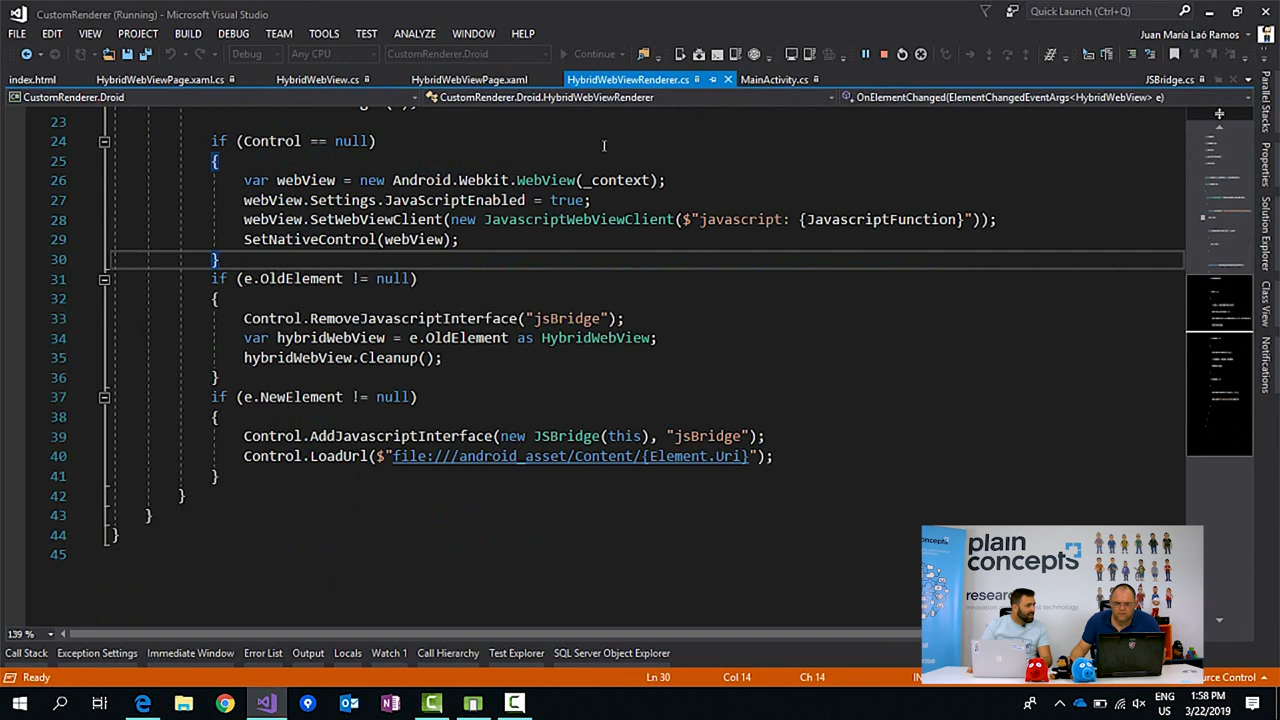 CustomRenderer (Running) - Microsoft Visual Studio
Quick Launch (Ctrl+Q)
FILE EDIT VIEW PROJECT BUILD DEBUG TEAM TOOLS TEST ANALYZE WINDOW HELP
Juan María Laó Ramos
Debug Any CPU CustomRenderer.Droid Continue
index.html HybridWebViewPage.xaml.cs HybridWebView.cs HybridWebViewPage.xaml HybridWebViewRenderer.cs MainActivity.cs JSBridge.cs
CustomRenderer.Droid CustomRenderer.Droid.HybridWebViewRenderer OnElementChanged(ElementChangedEventArgs<HybridWebView> e)
23
24 if (Control == null)
25 {
26 var webView = new Android.Webkit.WebView(_context);
27 webView.Settings.JavaScriptEnabled = true;
28 webView.SetWebViewClient(new JavascriptWebViewClient($"javascript: {JavascriptFunction}"));
29 SetNativeControl(webView);
30 }
31 if (e.OldElement != null)
32 {
33 Control.RemoveJavascriptInterface("jsBridge");
34 var hybridWebView = e.OldElement as HybridWebView;
35 hybridWebView.Cleanup();
36 }
37 if (e.NewElement != null)
38 {
39 Control.AddJavascriptInterface(new JSBridge(this), "jsBridge");
40 Control.LoadUrl($"file:///android_asset/Content/{Element.Uri}");
41 }
42 }
43 }
44 }
45
Parallel Stacks
Properties
Solution Explorer
Class View
Notifications
plain
concepts
research
139 %
Call Stack Exception Settings Immediate Window Error List Output Locals Watch 1 Call Hierarchy Test Explorer SQL Server Object Explorer
Ready Ln 30 Col 14 Ch 14 IN rce Control
ENG 1:58 PM
3/22/2019